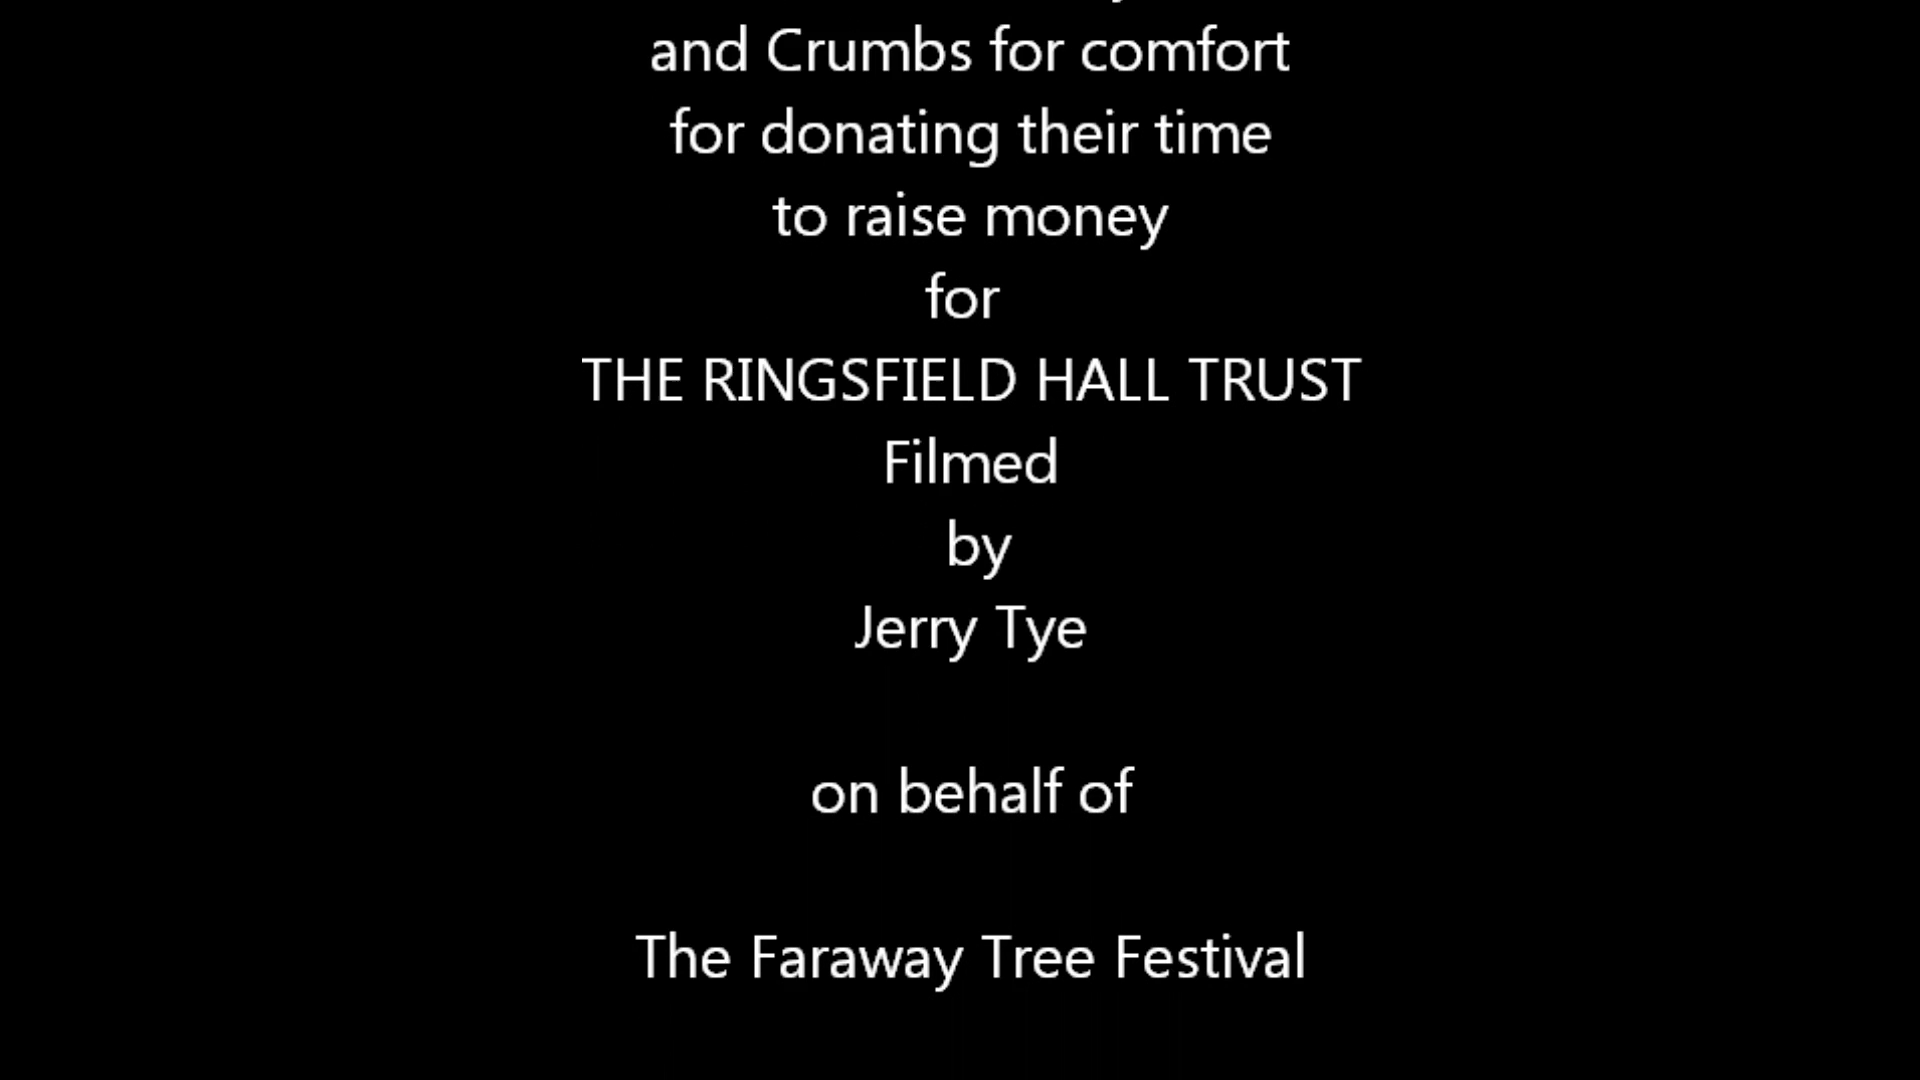 and Crumbs for comfort
for donating their time
to raise money
for
THE RINGSFIELD HALL TRUST
Filmed
by
Jerry Tye
on behalf of
The Faraway Tree Festival